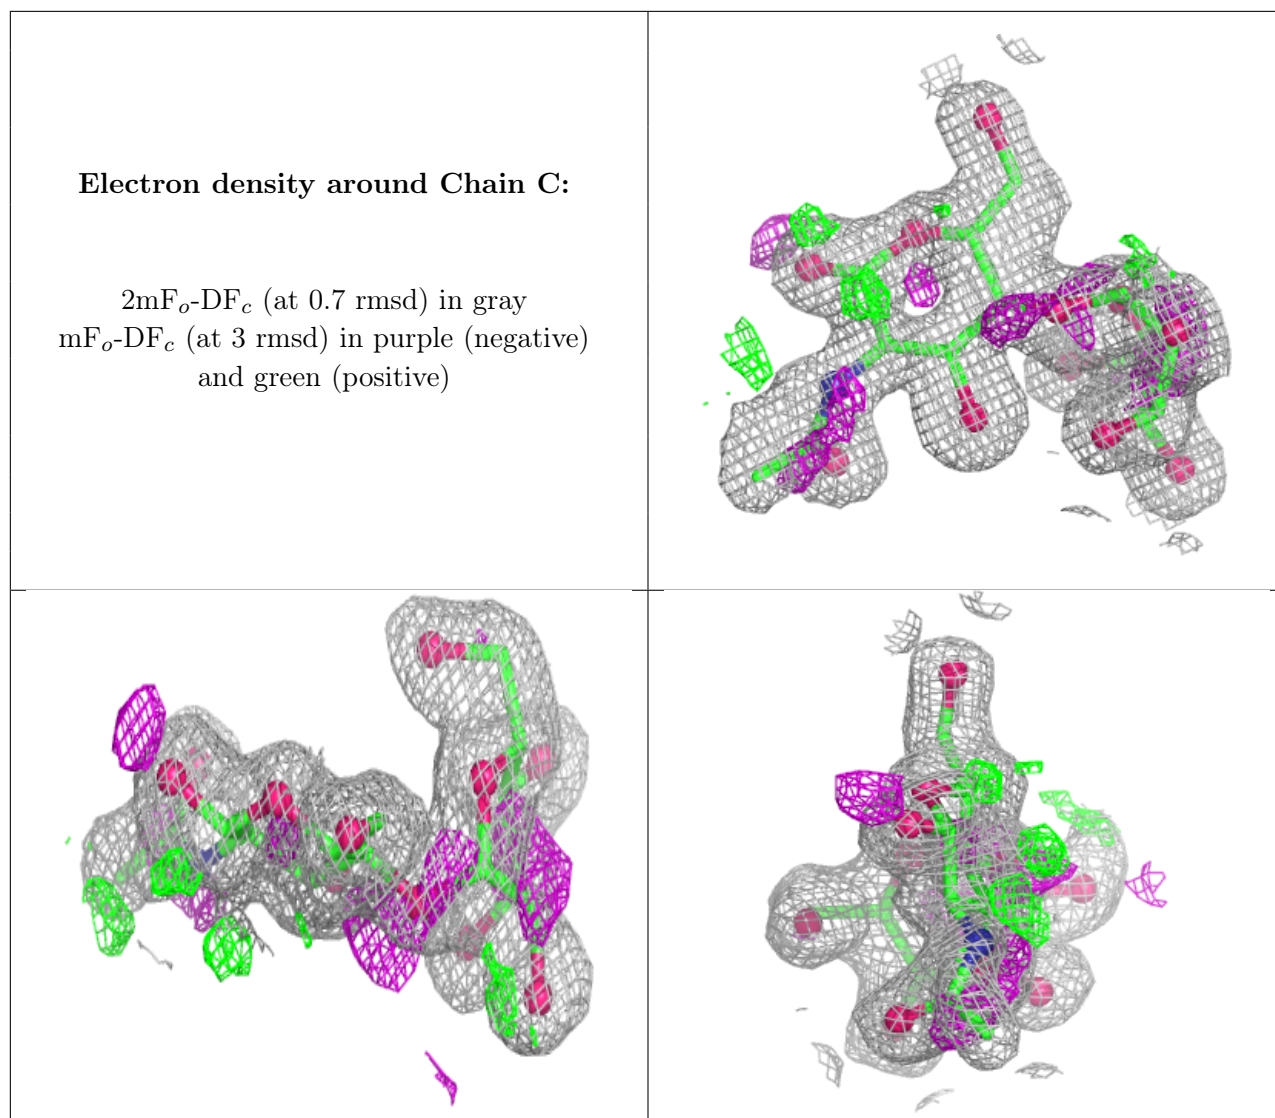 Electron density around Chain C:
2mFo-DFc (at 0.7 rmsd) in gray
mFo-DFc (at 3 rmsd) in purple (negative)
and green (positive)